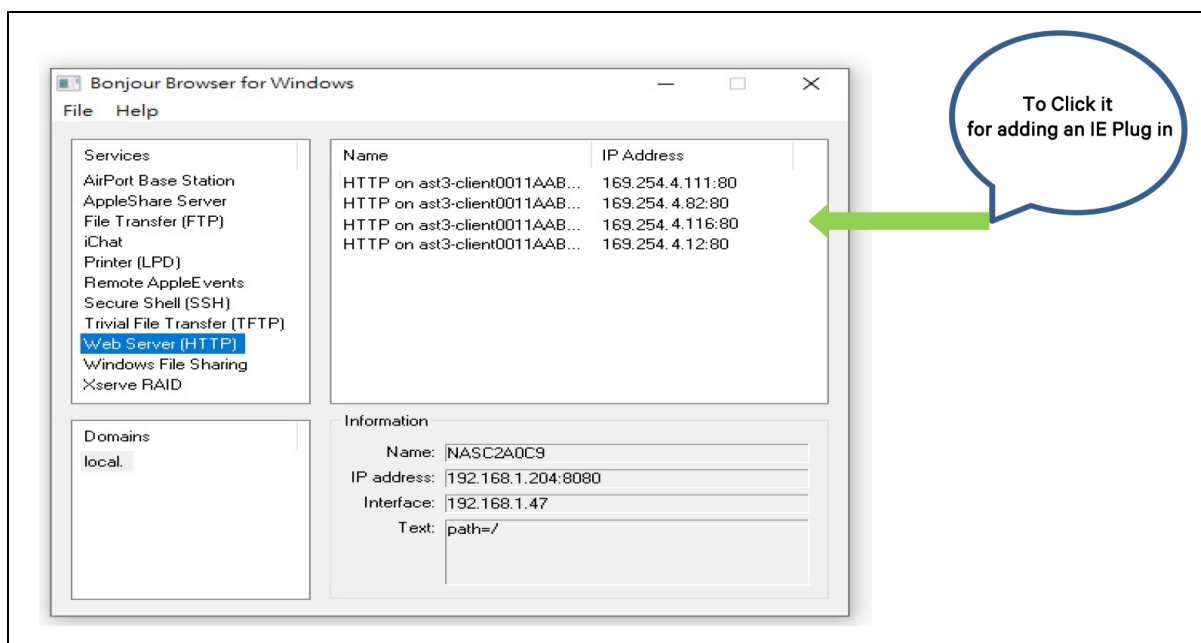 Bonjour Browser for Windows
File Help
Services
AirPort Base Station
AppleShare Server
File Transfer (FTP)
iChat
Printer (LPD)
Remote AppleEvents
Secure Shell (SSH)
Trivial File Transfer (TFTP)
Web Server (HTTP)
Windows File Sharing
Xserve RAID
Name IP Address
HTTP on ast3-client0011AAB... 169.254.4.111:80
HTTP on ast3-client0011AAB... 169.254.4.82:80
HTTP on ast3-client0011AAB... 169.254.4.116:80
HTTP on ast3-client0011AAB... 169.254.4.12:80
Domains
local.
Information
Name: NASC2A0C9
IP address: 192.168.1.204:8080
Interface: 192.168.1.47
Text: path=/
To Click it
for adding an IE Plug in